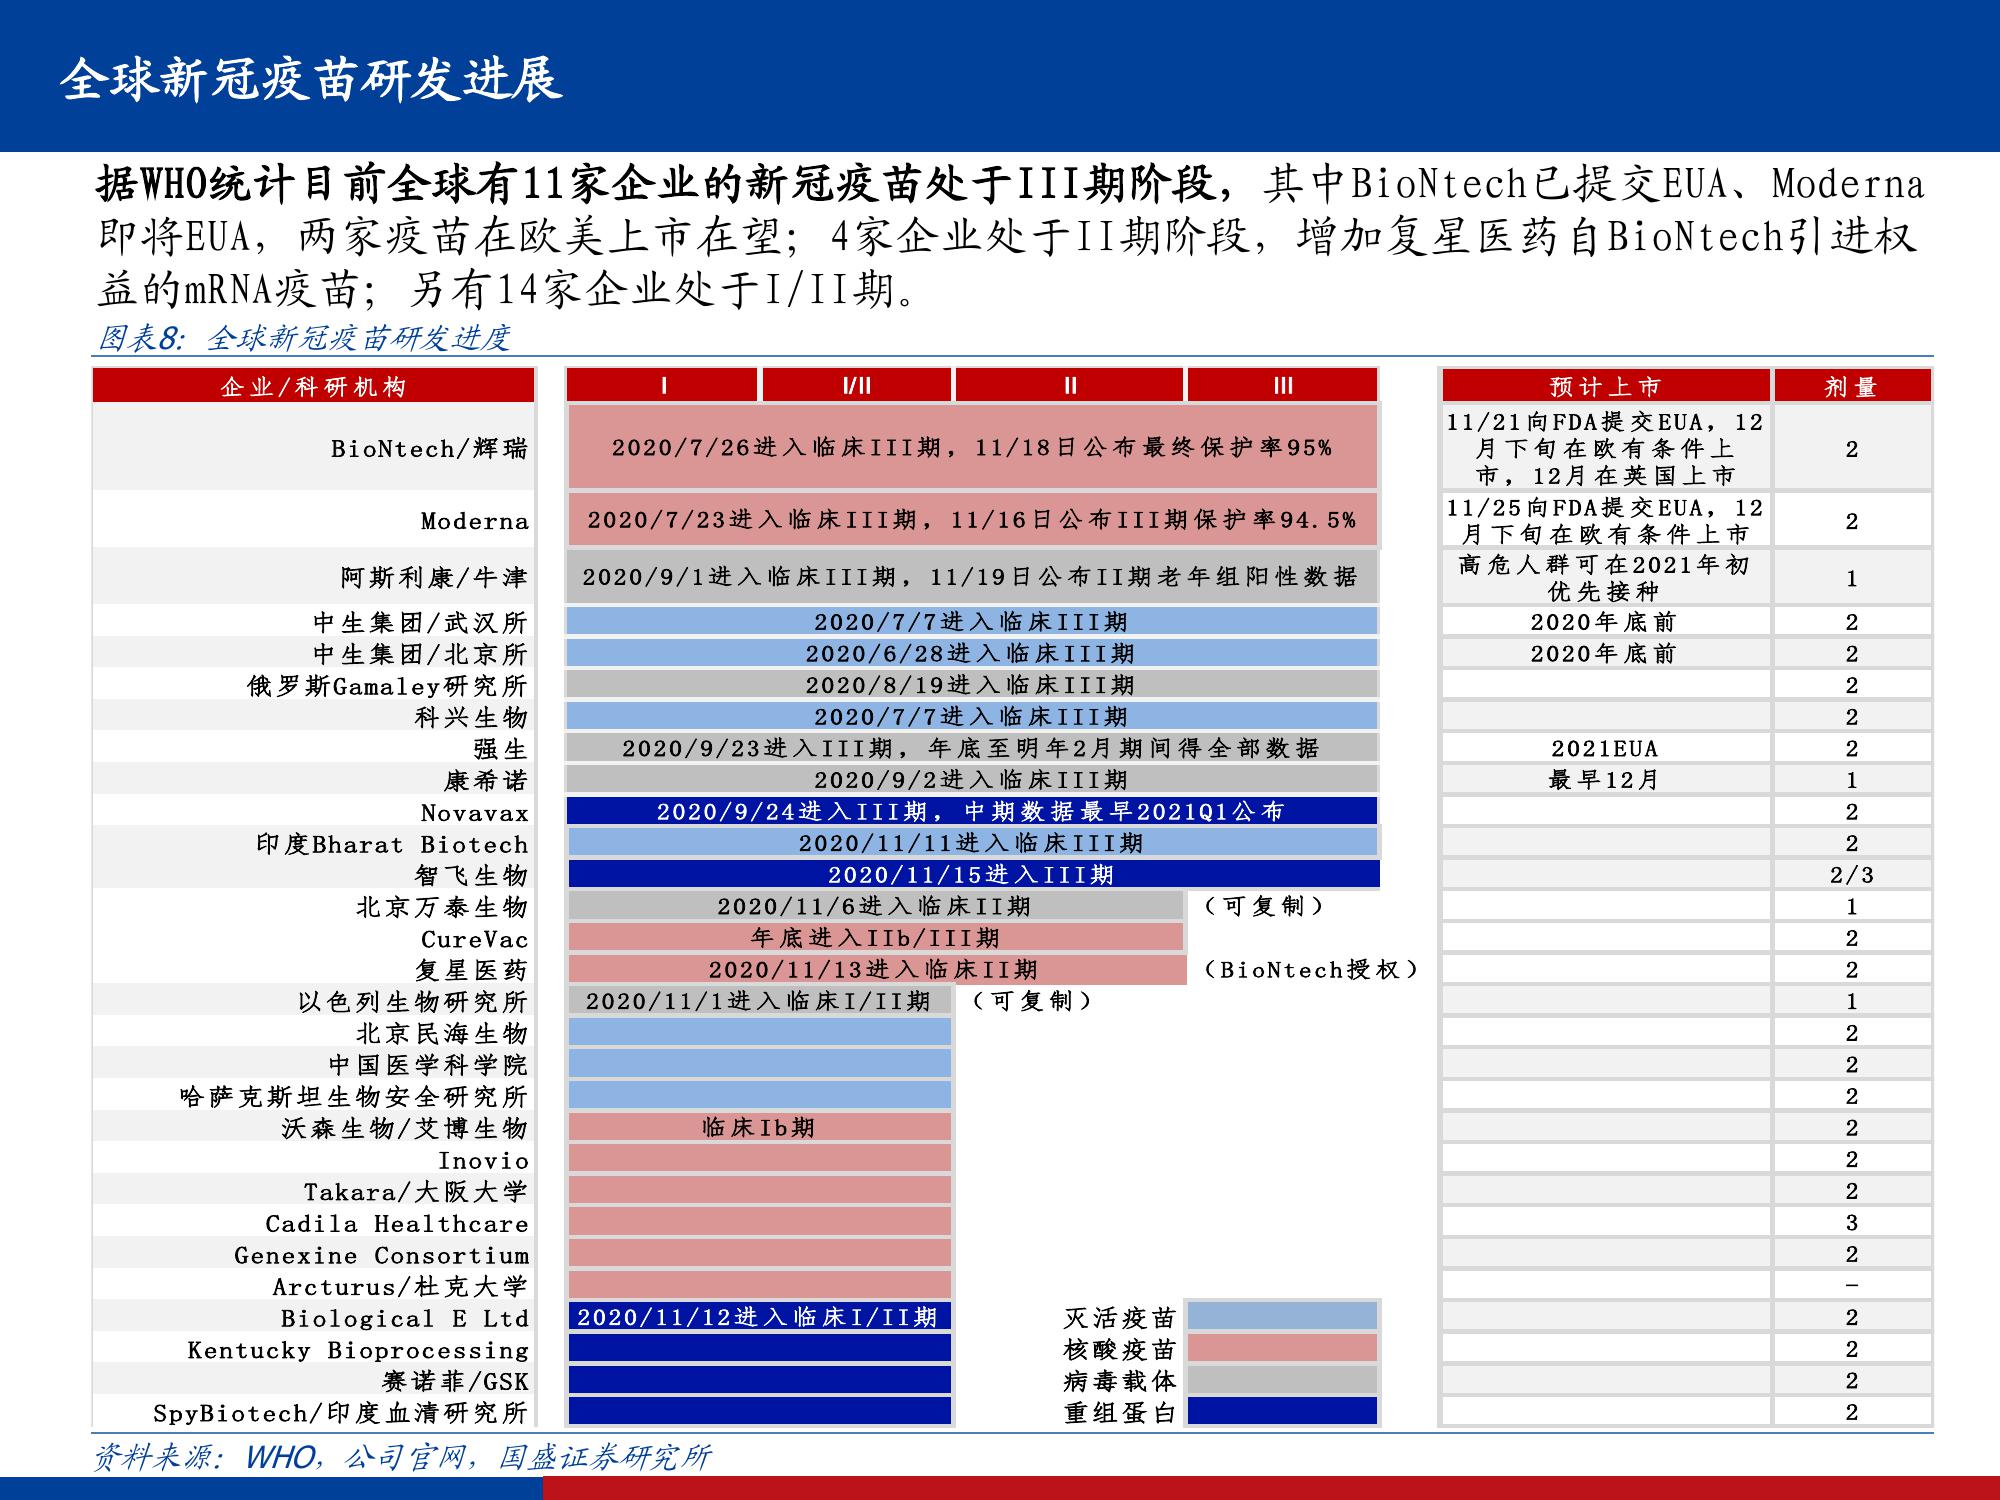 全球新冠疫苗研发进展
据WHO统计目前全球有11家企业的新冠疫苗处于III期阶段，其中BioNtech已提交EUA、Moderna
即将EUA，两家疫苗在欧美上市在望；4家企业处于II期阶段，增加复星医药自BioNtech引进权
益的mRNA疫苗；另有14家企业处于I/II期。
图表8：全球新冠疫苗研发进度
企业/科研机构 I I/II II III 预计上市 剂量
BioNtech/辉瑞 2020/7/26进入临床III期，11/18日公布最终保护率95% 11/21向FDA提交EUA，12
月下旬在欧有条件上
市，12月在英国上市 2
Moderna 2020/7/23进入临床III期，11/16日公布III期保护率94.5% 11/25向FDA提交EUA，12
月下旬在欧有条件上市 2
阿斯利康/牛津 2020/9/1进入临床III期，11/19日公布II期老年组阳性数据 高危人群可在2021年初
优先接种 1
中生集团/武汉所 2020/7/7进入临床III期 2020年底前 2
中生集团/北京所 2020/6/28进入临床III期 2020年底前 2
俄罗斯Gamaley研究所 2020/8/19进入临床III期 2
科兴生物 2020/7/7进入临床III期 2
强生 2020/9/23进入III期，年底至明年2月期间得全部数据 2021EUA 2
康希诺 2020/9/2进入临床III期 最早12月 1
Novavax 2020/9/24进入III期，中期数据最早2021Q1公布 2
印度Bharat Biotech 2020/11/11进入临床III期 2
智飞生物 2020/11/15进入III期 2/3
北京万泰生物 2020/11/6进入临床II期 （可复制） 1
CureVac 年底进入IIb/III期 2
复星医药 2020/11/13进入临床II期 （BioNtech授权） 2
以色列生物研究所 2020/11/1进入临床I/II期 （可复制） 1
北京民海生物 2
中国医学科学院 2
哈萨克斯坦生物安全研究所 2
沃森生物/艾博生物 临床Ib期 2
Inovio 2
Takara/大阪大学 2
Cadila Healthcare 3
Genexine Consortium 2
Arcturus/杜克大学 –
Biological E Ltd 2020/11/12进入临床I/II期 灭活疫苗 2
Kentucky Bioprocessing 核酸疫苗 2
赛诺菲/GSK 病毒载体 2
SpyBiotech/印度血清研究所 重组蛋白 2
资料来源：WHO，公司官网，国盛证券研究所